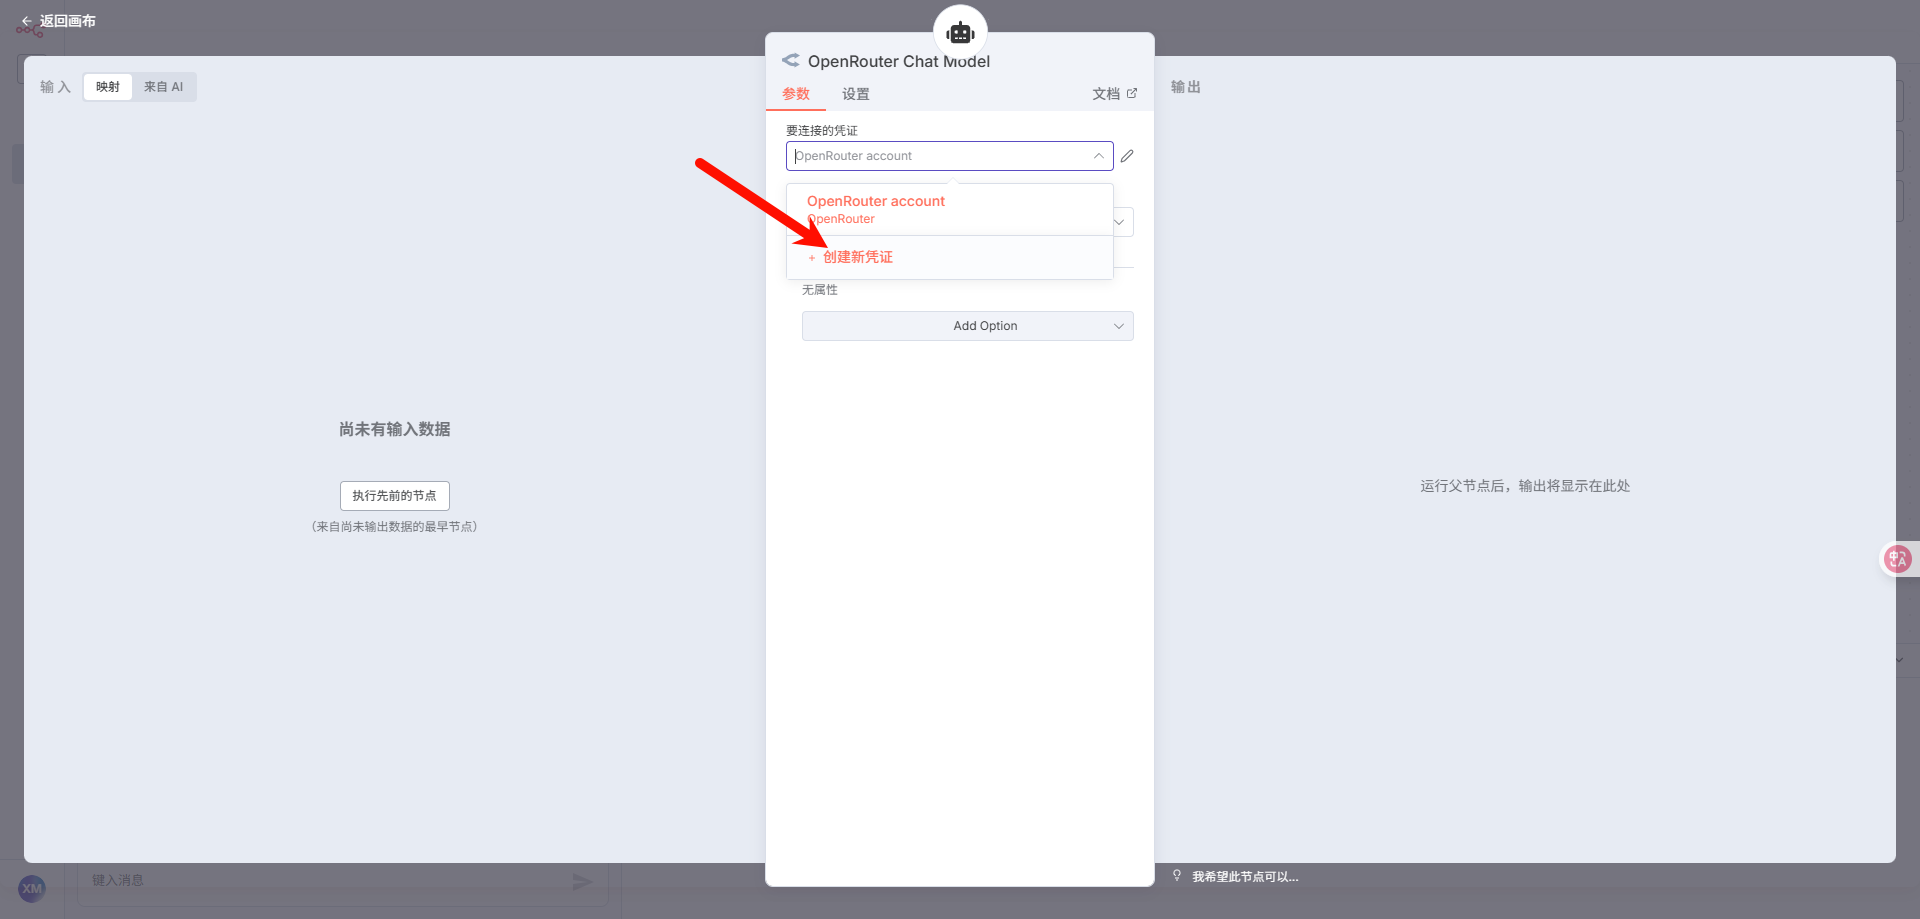 返回画布
OpenRouter Chat Model
输入
映射
来自 AI
参数
设置
文档
输出
要连接的凭证
OpenRouter account
OpenRouter account
OpenRouter
+ 创建新凭证
无属性
Add Option
尚未有输入数据
执行先前的节点
(来自尚未输出数据的最早节点)
运行父节点后，输出将显示在此处
中A
键入消息
XM
我希望此节点可以...